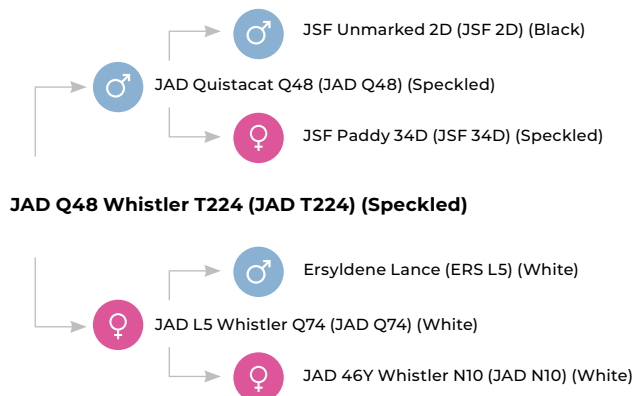 JSF Unmarked 2D (JSF 2D) (Black)
JAD Quistacat Q48 (JAD Q48) (Speckled)
JSF Paddy 34D (JSF 34D) (Speckled)
JAD Q48 Whistler T224 (JAD T224) (Speckled)
Ersyldene Lance (ERS L5) (White)
JAD L5 Whistler Q74 (JAD Q74) (White)
JAD 46Y Whistler N10 (JAD N10) (White)